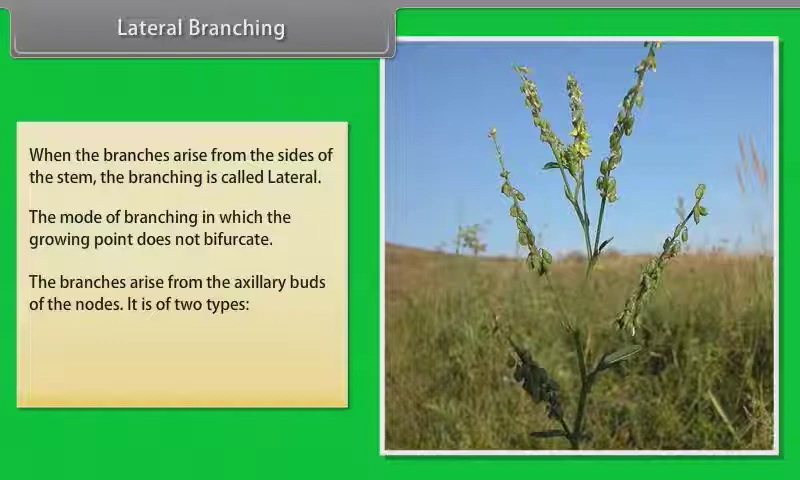 Lateral Branching
When the branches arise from the sides of
the stem, the branching is called Lateral.
The mode of branching in which the
growing point does not bifurcate.
The branches arise from the axillary buds
of the nodes. It is of two types: